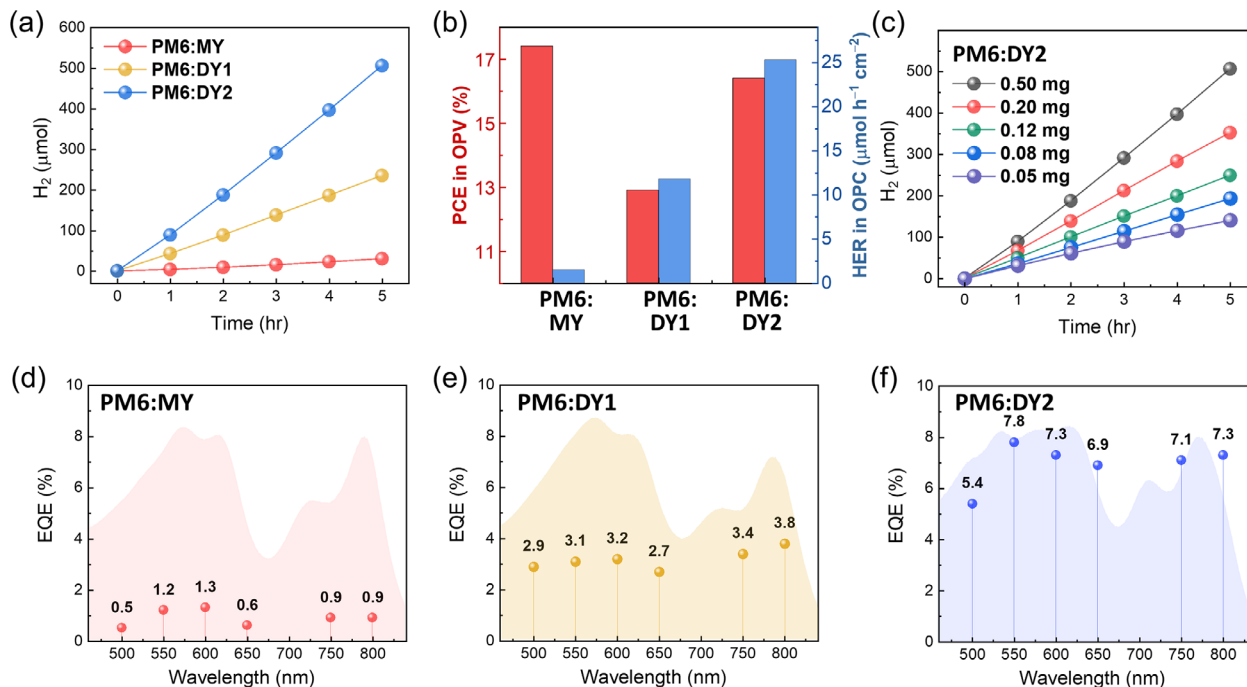 (a)
600
500
400
300
200
100
0
H₂ (μmol)
PM6:MY
PM6:DY1
PM6:DY2
0 1 2 3 4 5
Time (hr)
(b)
17
15
13
11
PCE in OPV (%)
25
20
15
10
5
0
HER in OPC (μmol h⁻¹ cm⁻²)
PM6: PM6: PM6:
MY DY1 DY2
(c)
PM6:DY2
500
400
300
200
100
0
H₂ (μmol)
0.50 mg
0.20 mg
0.12 mg
0.08 mg
0.05 mg
0 1 2 3 4 5
Time (hr)
(d)
PM6:MY
10
8
6
4
2
0
EQE (%)
0.5 1.2 1.3 0.6 0.9 0.9
500 550 600 650 700 750 800
Wavelength (nm)
(e)
PM6:DY1
10
8
6
4
2
0
EQE (%)
2.9 3.1 3.2 2.7 3.4 3.8
500 550 600 650 700 750 800
Wavelength (nm)
(f)
PM6:DY2
10
8
6
4
2
0
EQE (%)
5.4 7.8 7.3 6.9 7.1 7.3
500 550 600 650 700 750 800
Wavelength (nm)